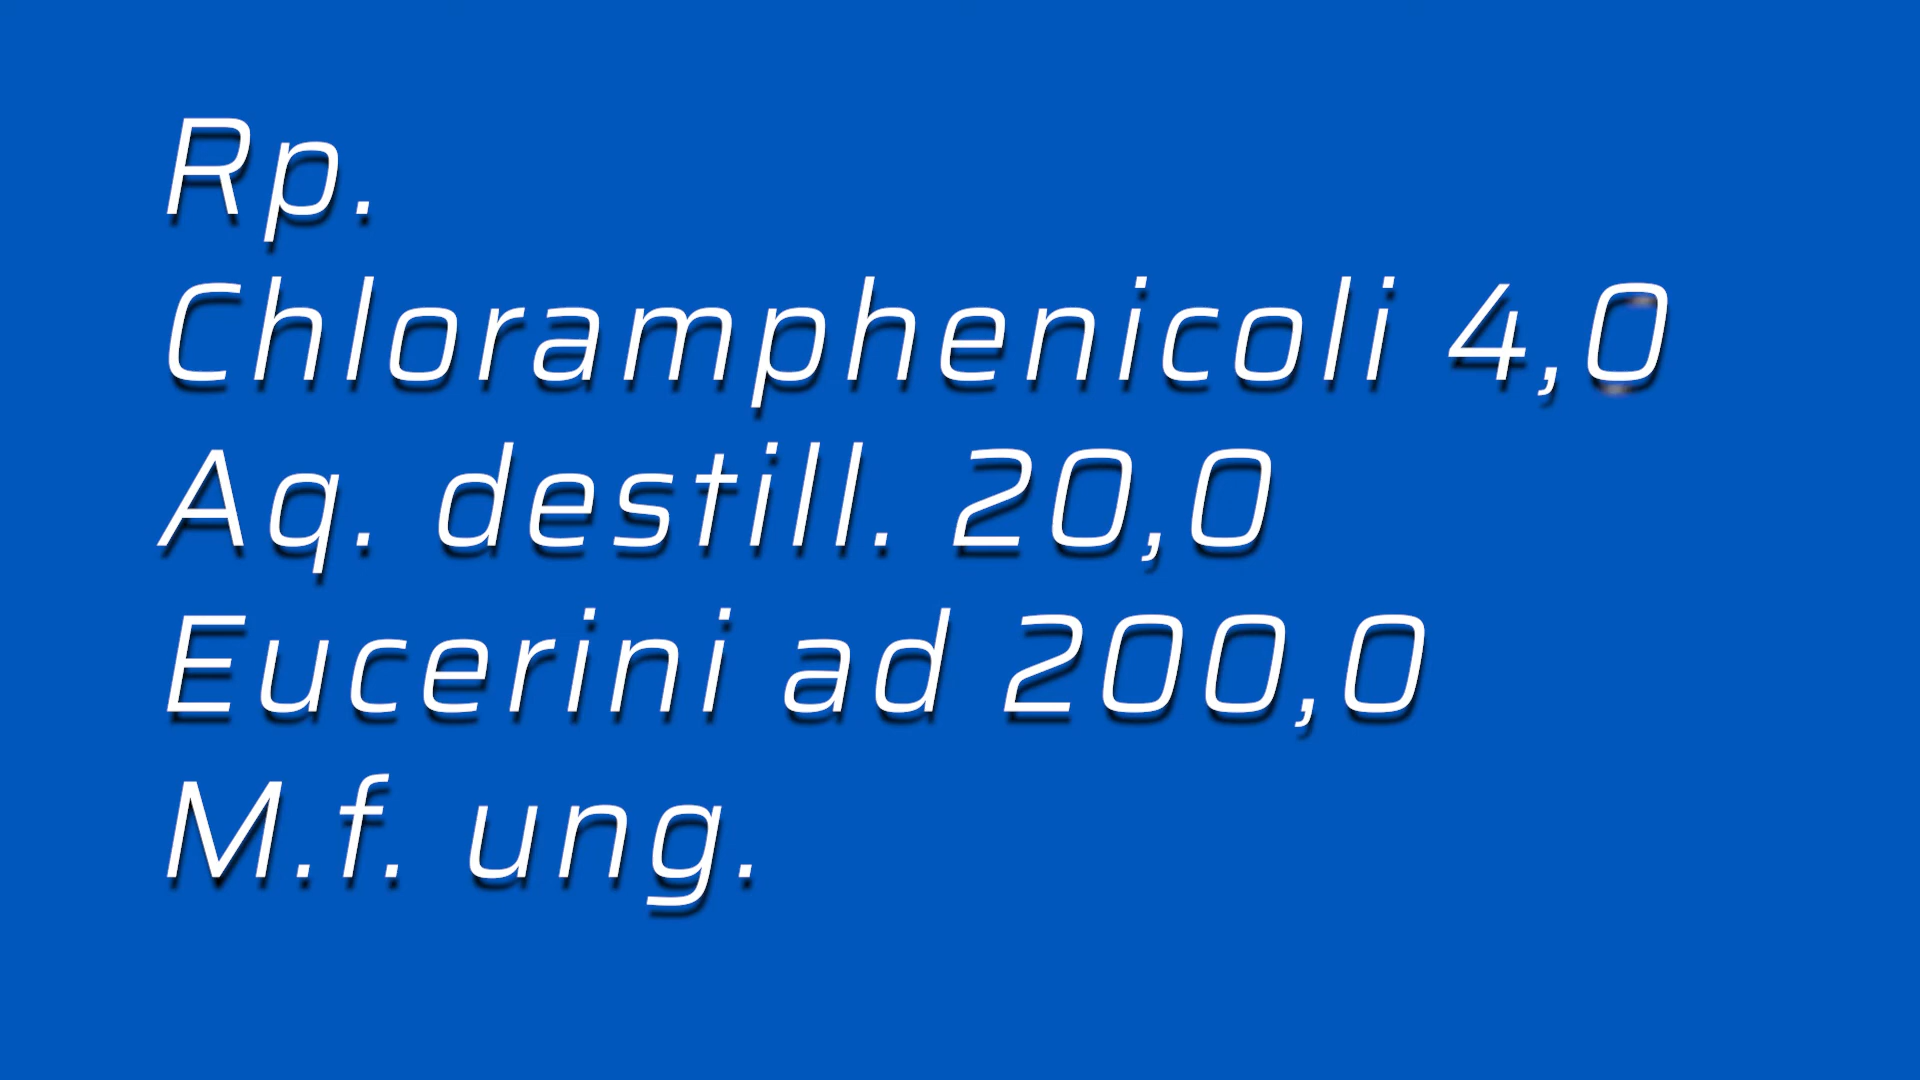 Rp.
Chloramphenicoli 4,0
Aq. destill. 20,0
Eucerini ad 200,0
M.f. ung.